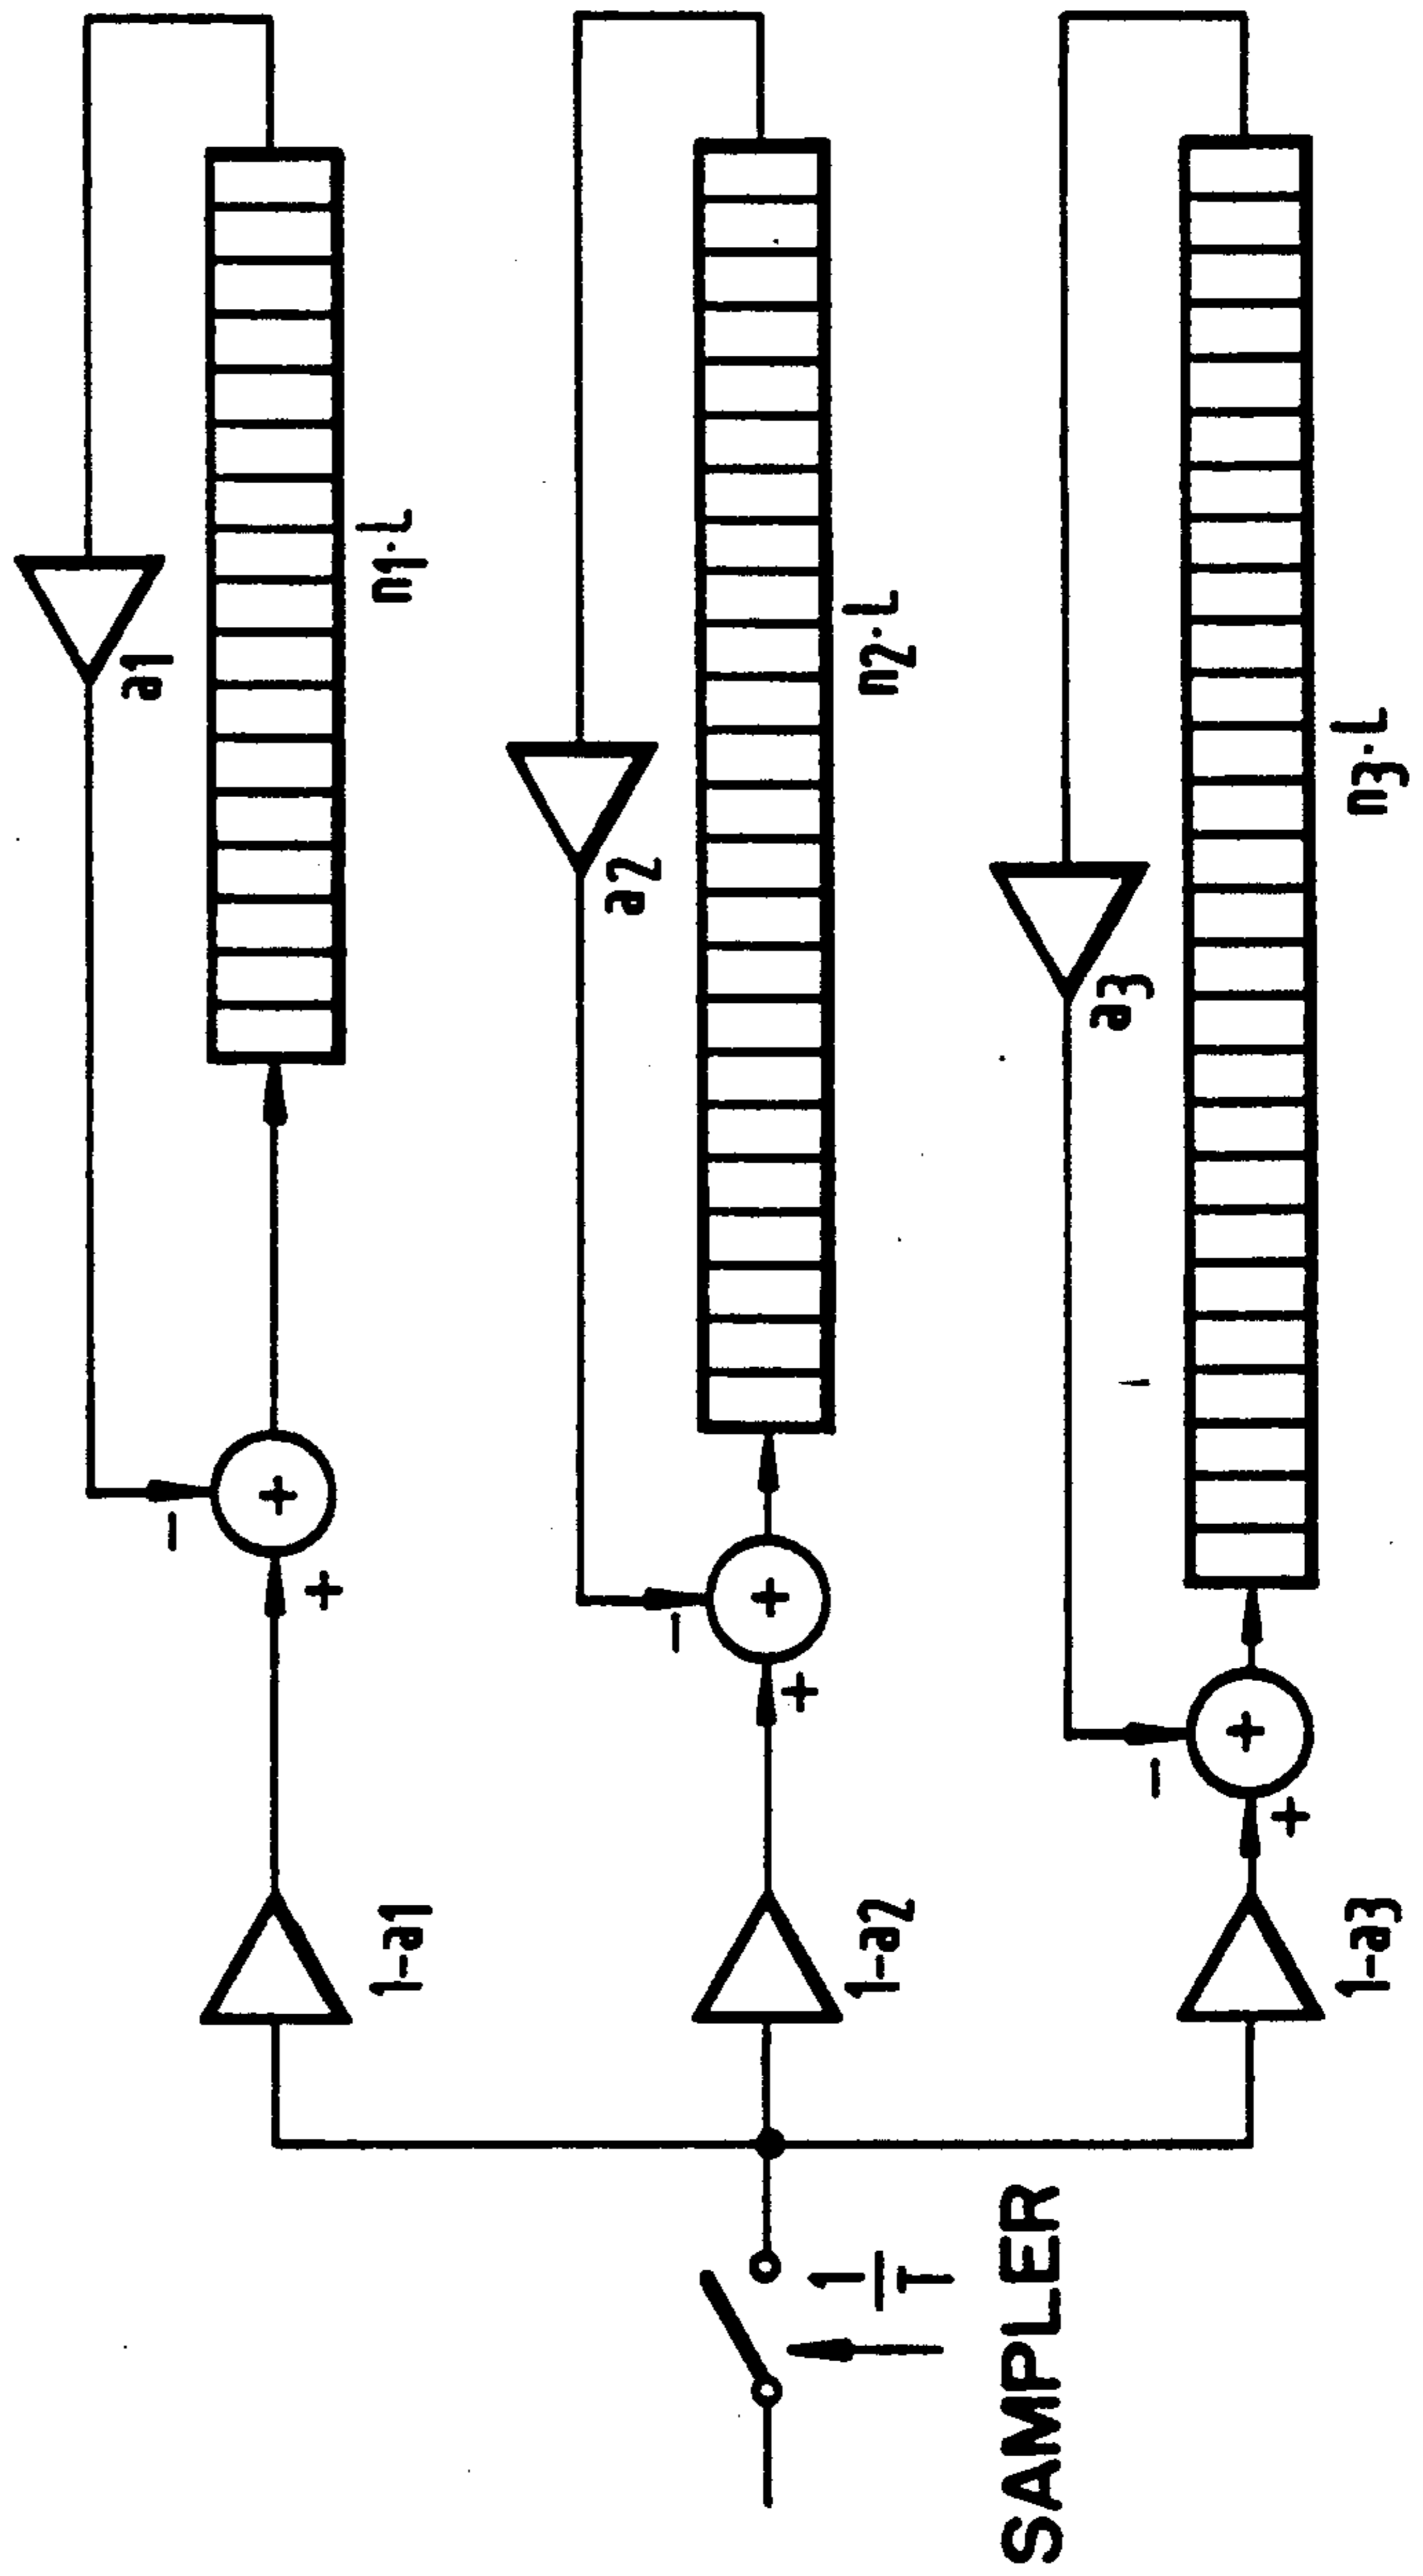 a1
−
+
+
1-a1
n1·L
a2
−
+
+
1-a2
n2·L
1/T
a3
−
+
+
1-a3
n3·L
SAMPLER